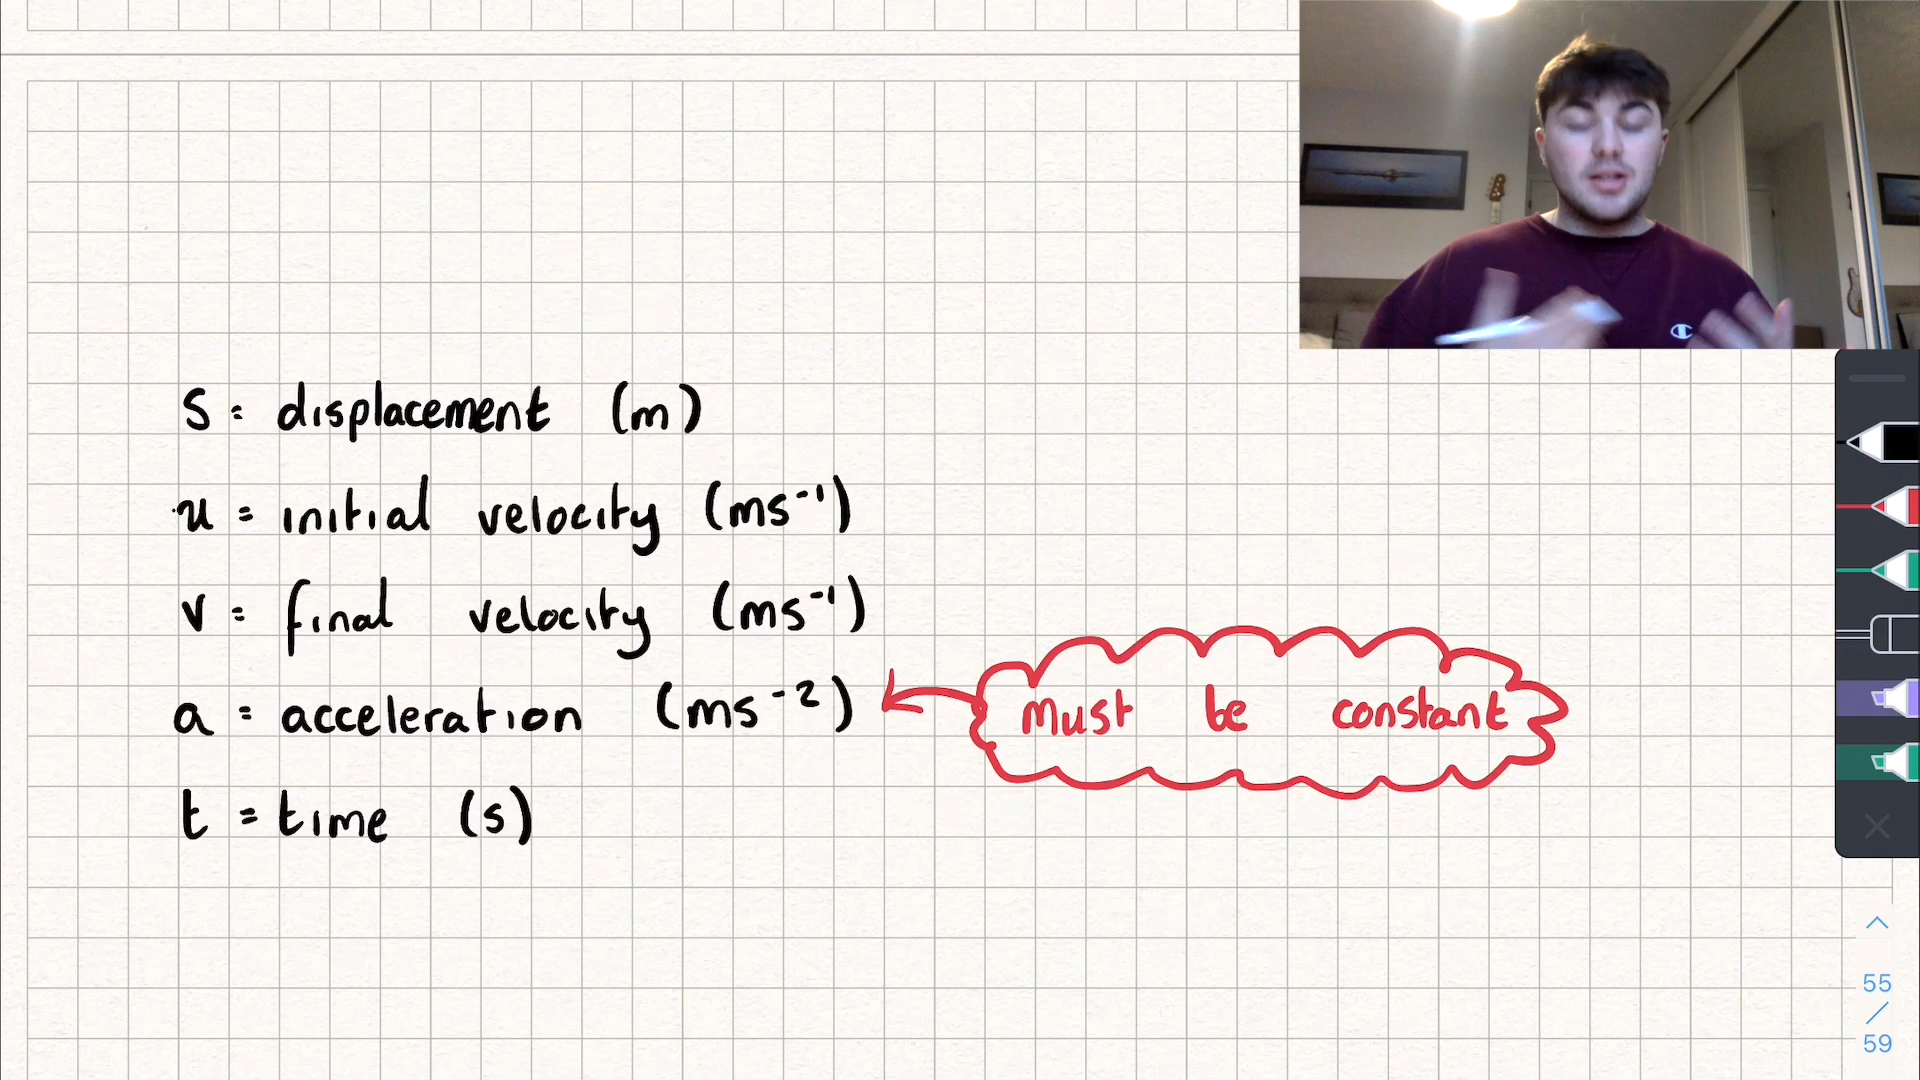 s = displacement (m)
u = initial velocity (ms⁻¹)
v = final velocity (ms⁻¹)
a = acceleration (ms⁻²)
must be constant
t = time (s)
55
/
59